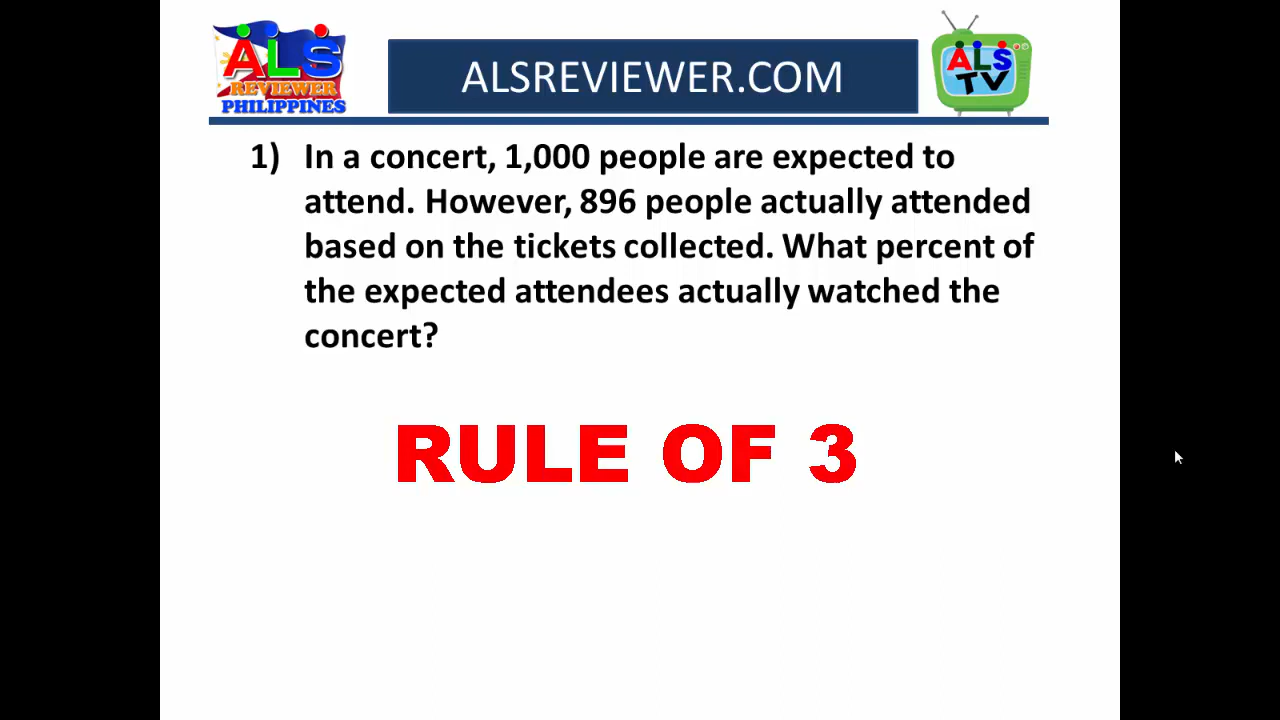 ALS
REVIEWER
PHILIPPINES
ALSREVIEWER.COM
ALS
TV
1) In a concert, 1,000 people are expected to
attend. However, 896 people actually attended
based on the tickets collected. What percent of
the expected attendees actually watched the
concert?
RULE OF 3